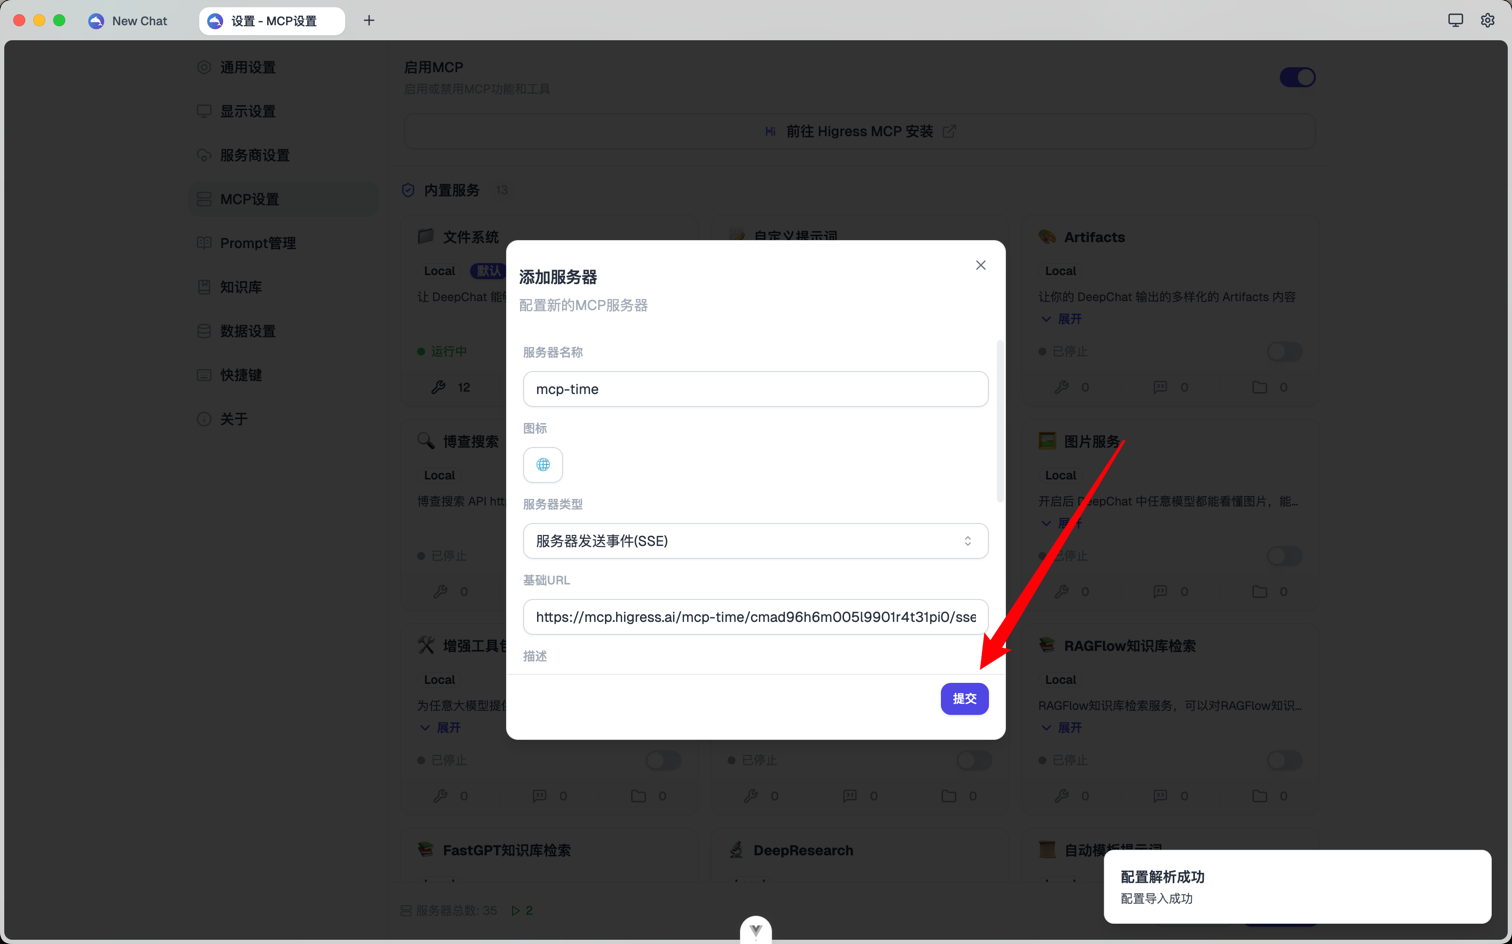 New Chat
设置 - MCP设置
通用设置
显示设置
服务商设置
MCP设置
Prompt管理
知识库
数据设置
快捷键
关于
启用MCP
启用或禁用MCP功能和工具
Hi 前往 Higress MCP 安装
内置服务 13
文件系统
Local 默认
让 DeepChat 能
运行中
12
自定义提示词
Artifacts
Local
让你的 DeepChat 输出的多样化的 Artifacts 内容
展开
已停止
0 0 0
博查搜索
Local
博查搜索 API htt
已停止
0
图片服务
Local
开启后 DeepChat 中任意模型都能看懂图片，能...
展开
已停止
0 0 0
添加服务器
配置新的MCP服务器
服务器名称
mcp-time
图标
服务器类型
服务器发送事件(SSE)
基础URL
https://mcp.higress.ai/mcp-time/cmad96h6m005l9901r4t31pi0/sse
描述
提交
增强工具
Local
为任意大模型提
展开
已停止
0 0 0
已停止
0 0 0
RAGFlow知识库检索
Local
RAGFlow知识库检索服务，可以对RAGFlow知识...
展开
已停止
0 0 0
FastGPT知识库检索
DeepResearch
自动模板提示词
服务器总数: 35 2
配置解析成功
配置导入成功